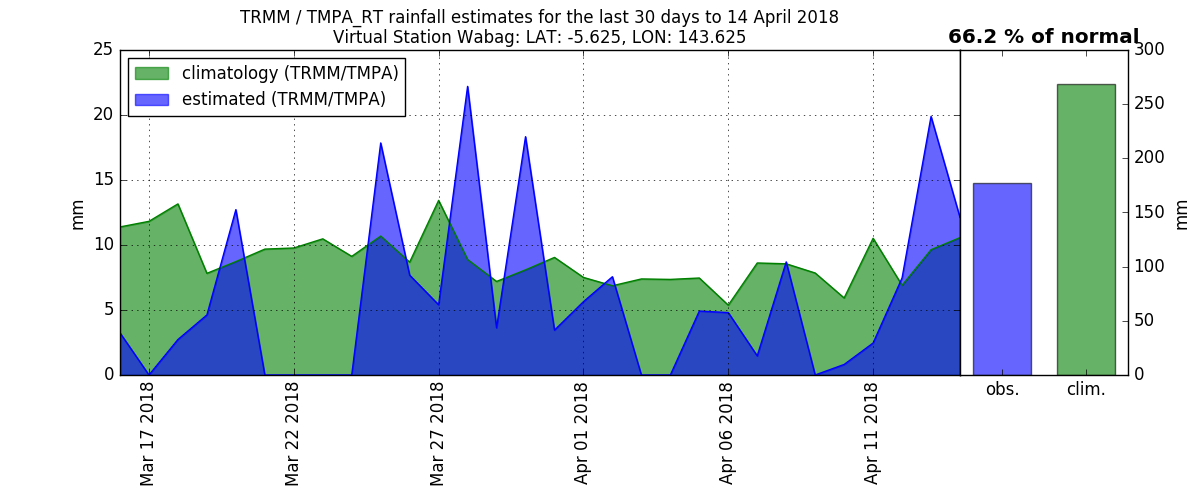 TRMM / TMPA_RT rainfall estimates for the last 30 days to 14 April 2018
Virtual Station Wabag: LAT: -5.625, LON: 143.625
66.2 % of normal
climatology (TRMM/TMPA)
estimated (TRMM/TMPA)
mm
25
20
15
10
5
0
Mar 17 2018
Mar 22 2018
Mar 27 2018
Apr 01 2018
Apr 06 2018
Apr 11 2018
obs.
clim.
300
250
200
150
100
50
0
mm